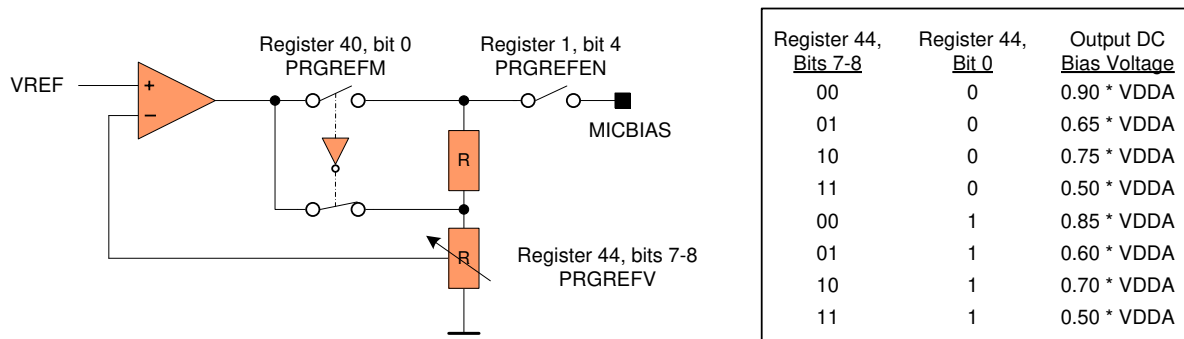 Register 40, bit 0
PRGREFM
Register 1, bit 4
PRGREFEN
VREF
+
−
MICBIAS
R
R
Register 44, bits 7-8
PRGREFV
Register 44, Register 44, Output DC
Bits 7-8 Bit 0 Bias Voltage
00 0 0.90 * VDDA
01 0 0.65 * VDDA
10 0 0.75 * VDDA
11 0 0.50 * VDDA
00 1 0.85 * VDDA
01 1 0.60 * VDDA
10 1 0.70 * VDDA
11 1 0.50 * VDDA